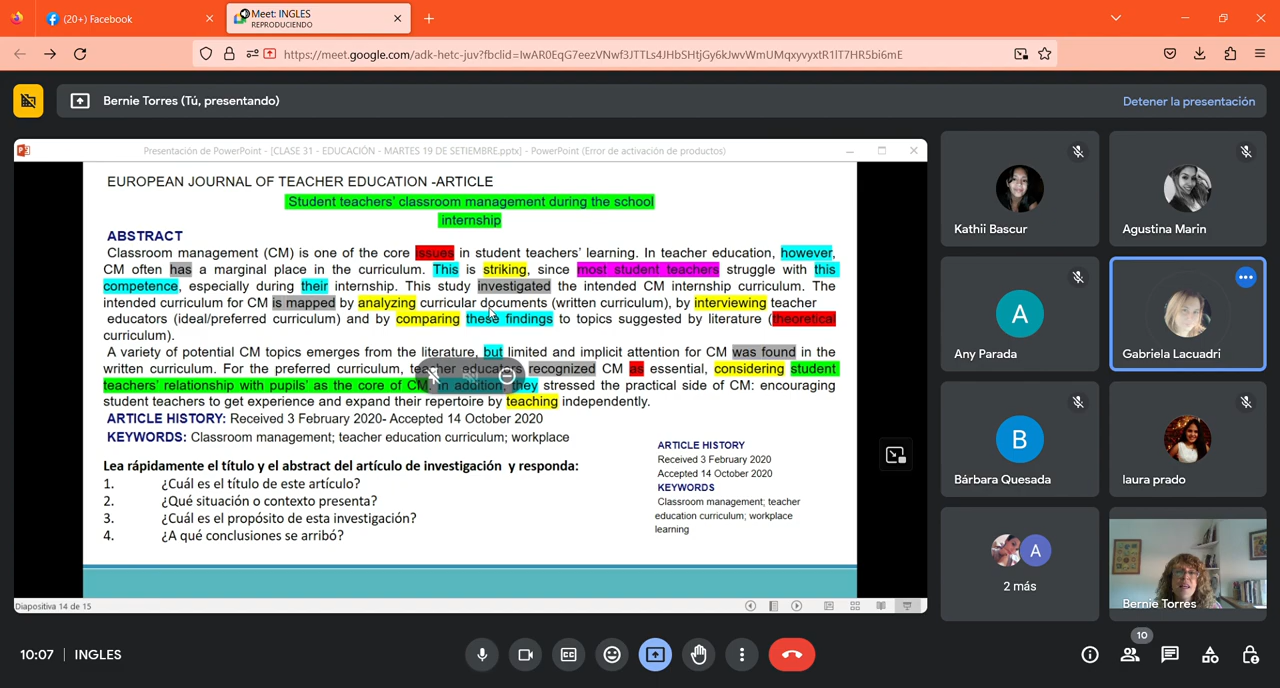 (20+) Facebook
Meet: INGLES
REPRODUCIENDO
https://meet.google.com/adk-hetc-juv?fbclid=IwAR0EqG7eezVNwf3JTTLs4JHbSHtjGy6kJwvWmUMqxyvyxtR1lT7HR5bi6mE
Bernie Torres (Tú, presentando)
Detener la presentación
Presentación de PowerPoint - [CLASE 31 - EDUCACIÓN - MARTES 19 DE SETIEMBRE.pptx] - PowerPoint (Error de activación de productos)
EUROPEAN JOURNAL OF TEACHER EDUCATION -ARTICLE
Student teachers' classroom management during the school
internship
ABSTRACT
Classroom management (CM) is one of the core issues in student teachers' learning. In teacher education, however,
CM often has a marginal place in the curriculum. This is striking, since most student teachers struggle with this
competence, especially during their internship. This study investigated the intended CM internship curriculum. The
intended curriculum for CM is mapped by analyzing curricular documents (written curriculum), by interviewing teacher
educators (ideal/preferred curriculum) and by comparing these findings to topics suggested by literature (theoretical
curriculum).
A variety of potential CM topics emerges from the literature, but limited and implicit attention for CM was found in the
written curriculum. For the preferred curriculum, teacher educators recognized CM as essential, considering student
teachers' relationship with pupils' as the core of CM. In addition, they stressed the practical side of CM: encouraging
student teachers to get experience and expand their repertoire by teaching independently.
ARTICLE HISTORY: Received 3 February 2020- Accepted 14 October 2020
KEYWORDS: Classroom management; teacher education curriculum; workplace
Lea rápidamente el título y el abstract del artículo de investigación y responda:
1. ¿Cuál es el título de este artículo?
2. ¿Qué situación o contexto presenta?
3. ¿Cuál es el propósito de esta investigación?
4. ¿A qué conclusiones se arribó?
ARTICLE HISTORY
Received 3 February 2020
Accepted 14 October 2020
KEYWORDS
Classroom management; teacher
education curriculum; workplace
learning
Diapositiva 14 de 15
Kathii Bascur
Agustina Marin
A
Any Parada
Gabriela Lacuadri
B
Bárbara Quesada
laura prado
A
2 más
Bernie Torres
10:07 | INGLES
10